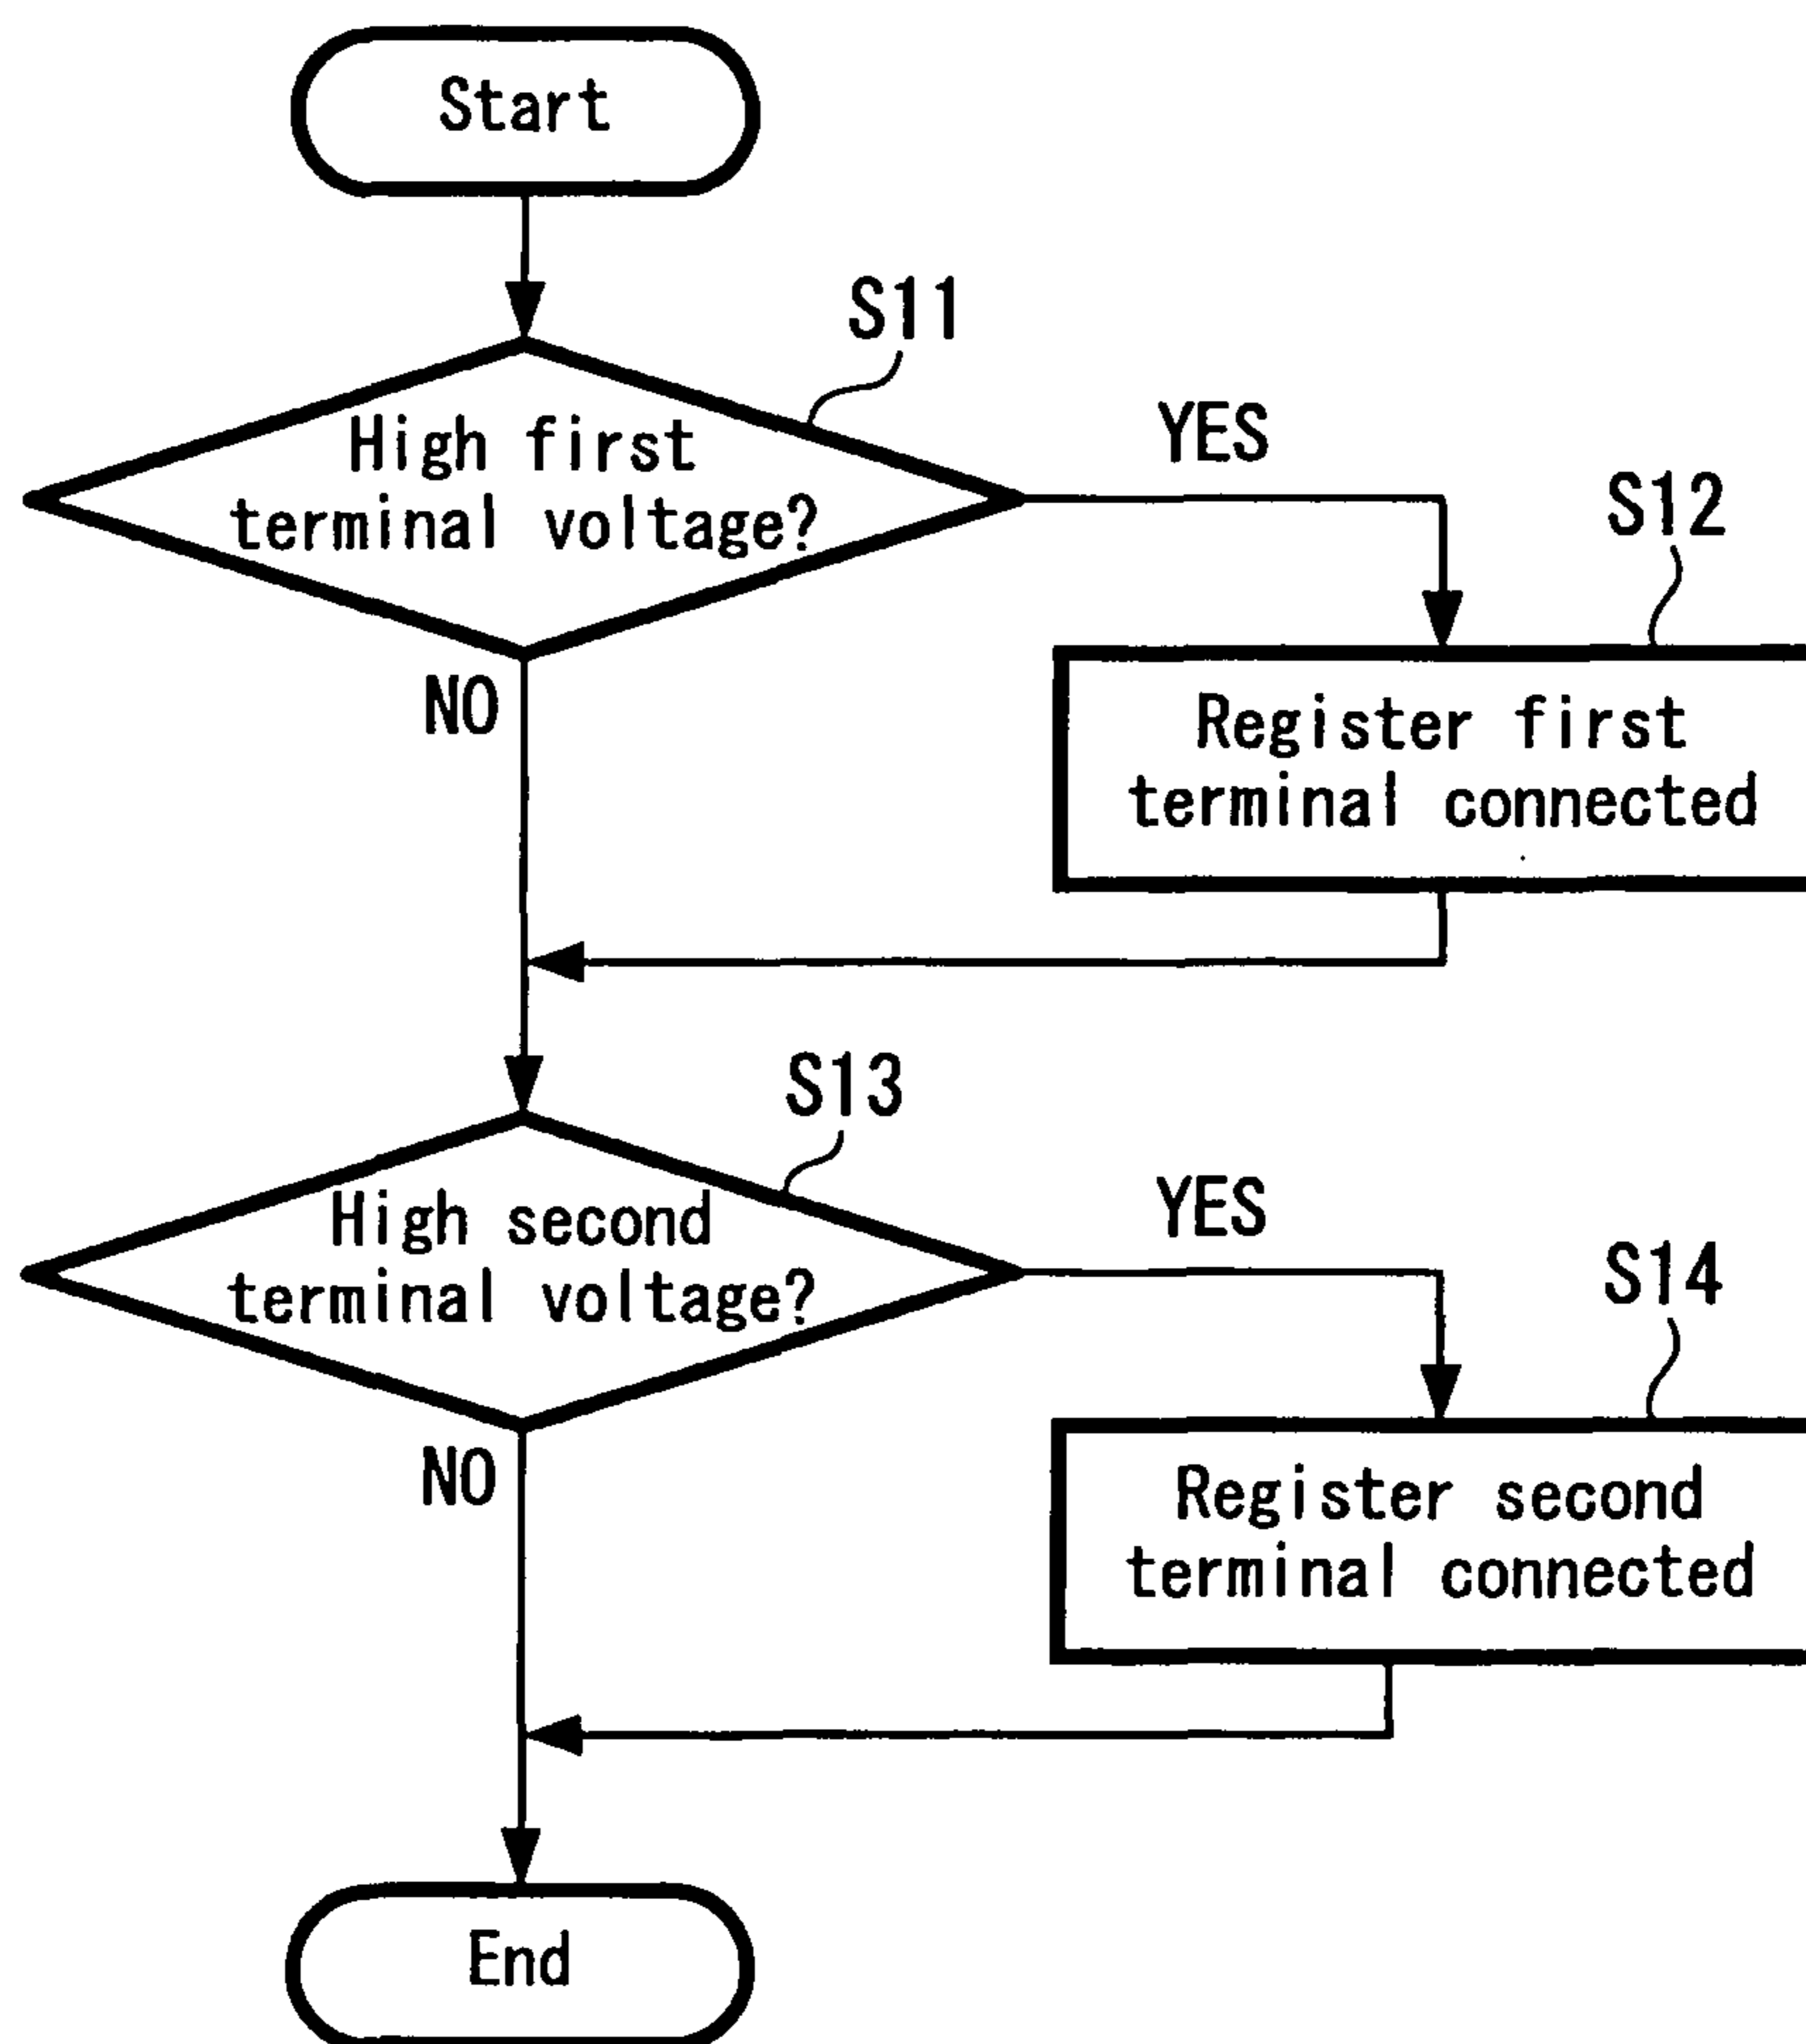 Start
S11
High first
terminal voltage?
YES
S12
NO
Register first
terminal connected
S13
High second
terminal voltage?
YES
S14
NO
Register second
terminal connected
End